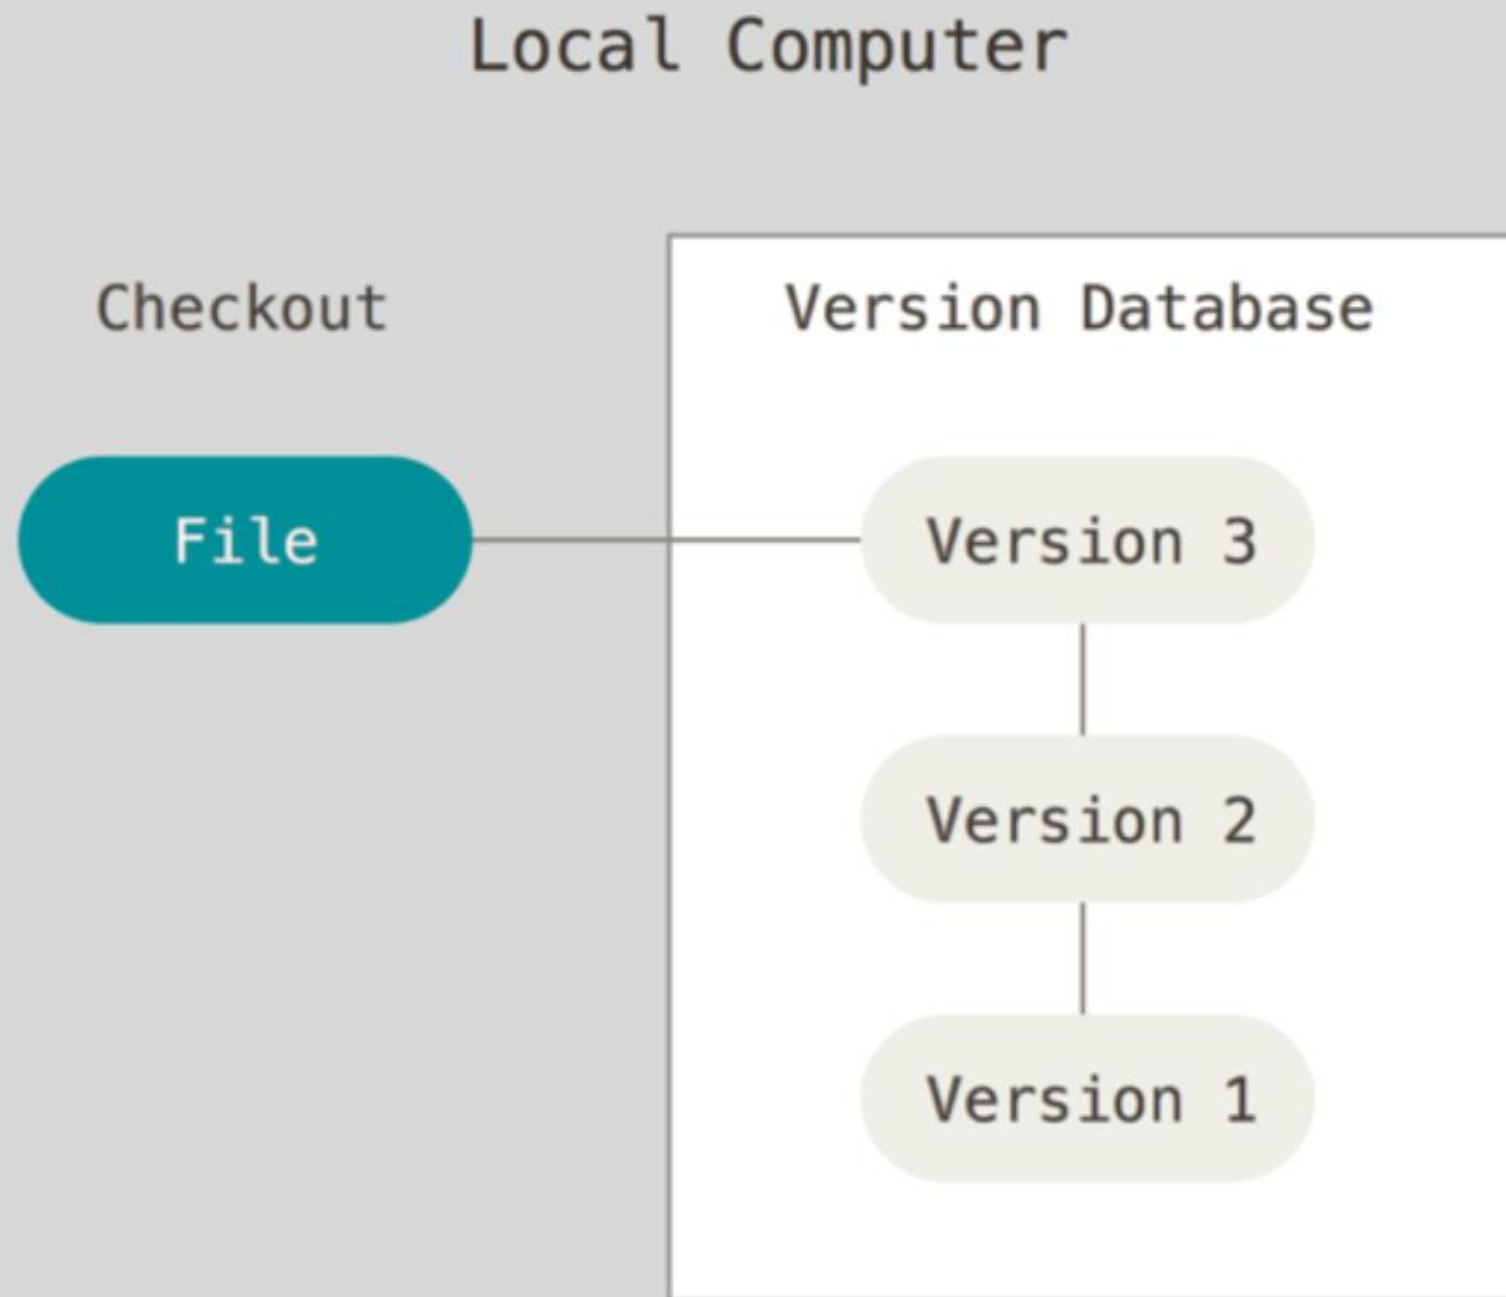 Local Computer
Checkout
Version Database
File
Version 3
Version 2
Version 1